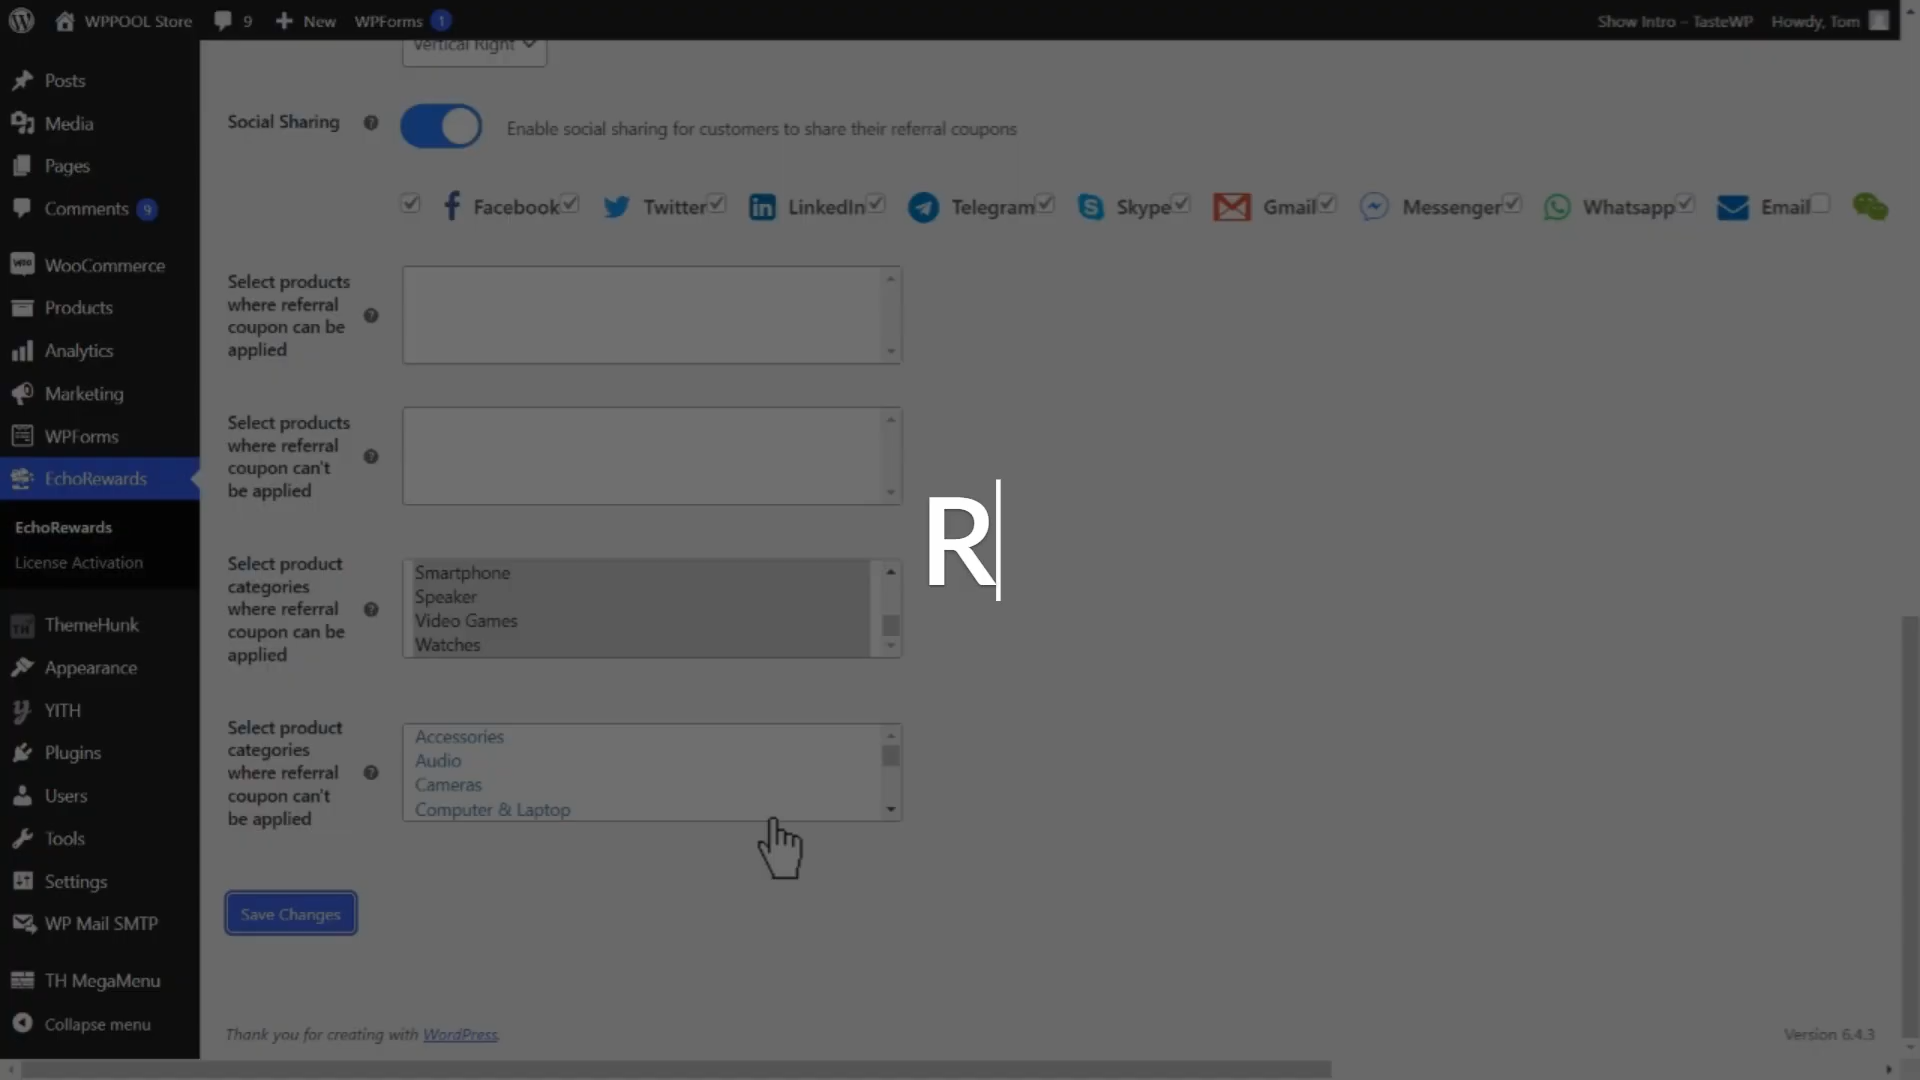 WPPOOL Store 9 New WPForms 1 Show Intro – TasteWP Howdy, Tom
Posts
Media
Pages
Comments 9
WooCommerce
Products
Analytics
Marketing
WPForms
EchoRewards
EchoRewards
License Activation
ThemeHunk
Appearance
YITH
Plugins
Users
Tools
Settings
WP Mail SMTP
TH MegaMenu
Collapse menu
Vertical Right
Social Sharing
Enable social sharing for customers to share their referral coupons
Facebook Twitter LinkedIn Telegram Skype Gmail Messenger Whatsapp Email
Select products
where referral
coupon can be
applied
Select products
where referral
coupon can't
be applied
Select product
categories
where referral
coupon can be
applied
Smartphone
Speaker
Video Games
Watches
Select product
categories
where referral
coupon can't
be applied
Accessories
Audio
Cameras
Computer & Laptop
R
Save Changes
Thank you for creating with WordPress.
Version 6.4.3